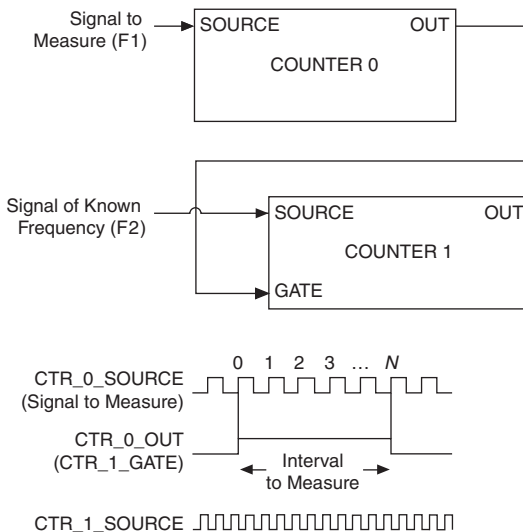 Signal to
Measure (F1)
SOURCE OUT
COUNTER 0
Signal of Known
Frequency (F2)
SOURCE OUT
COUNTER 1
GATE
0 1 2 3 … N
CTR_0_SOURCE
(Signal to Measure)
CTR_0_OUT
(CTR_1_GATE)
Interval
to Measure
CTR_1_SOURCE